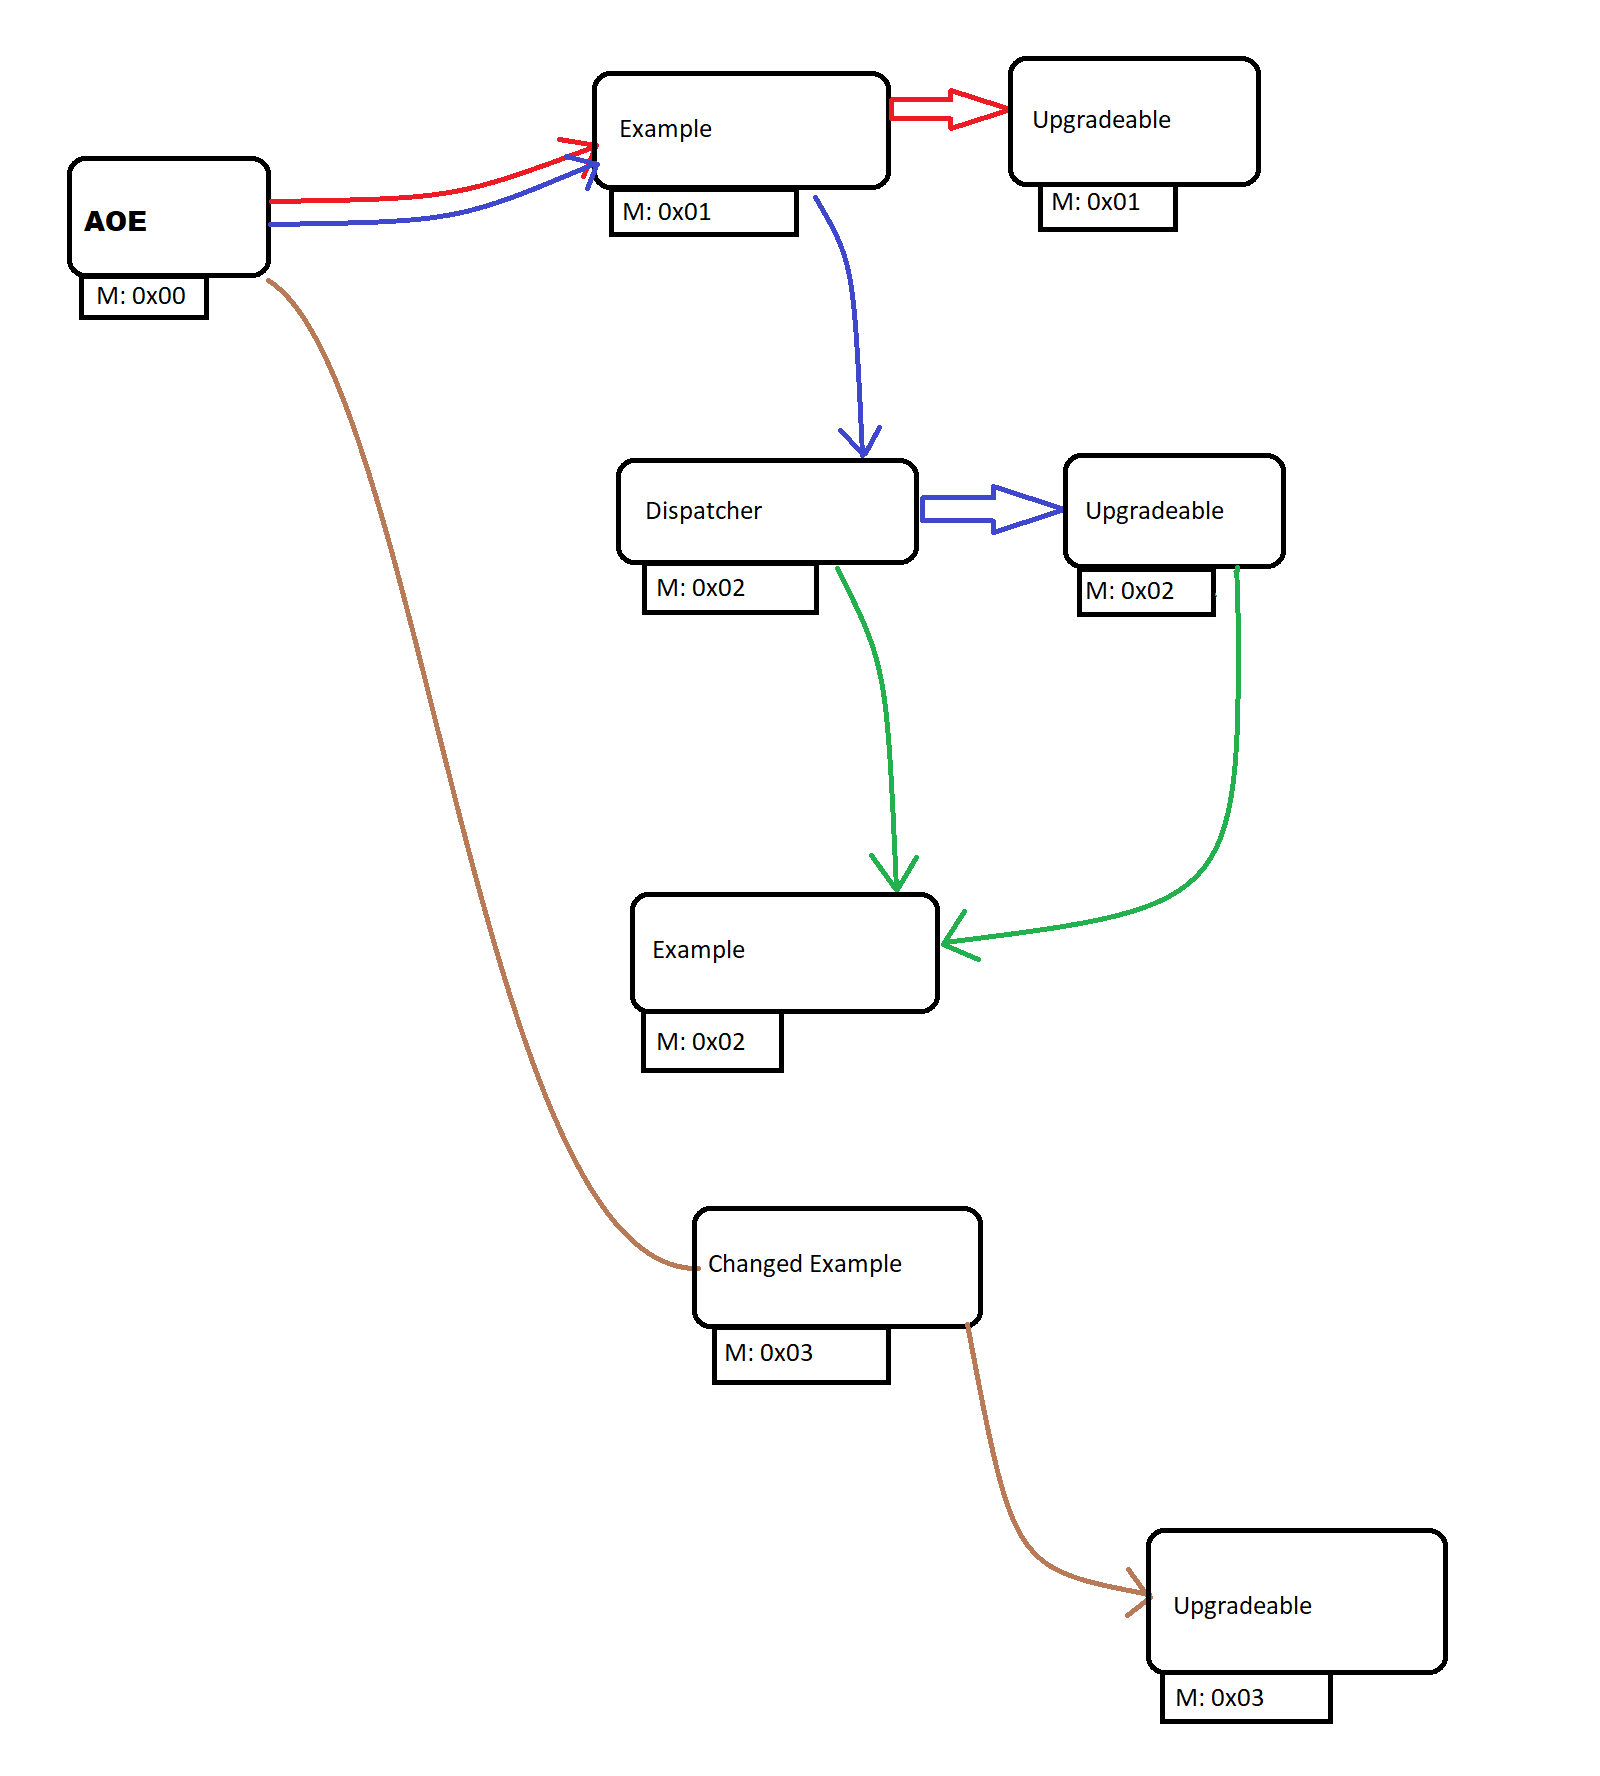 Example
Upgradeable
M: 0x01
M: 0x01
AOE
M: 0x00
Dispatcher
Upgradeable
M: 0x02
M: 0x02
Example
M: 0x02
Changed Example
M: 0x03
Upgradeable
M: 0x03